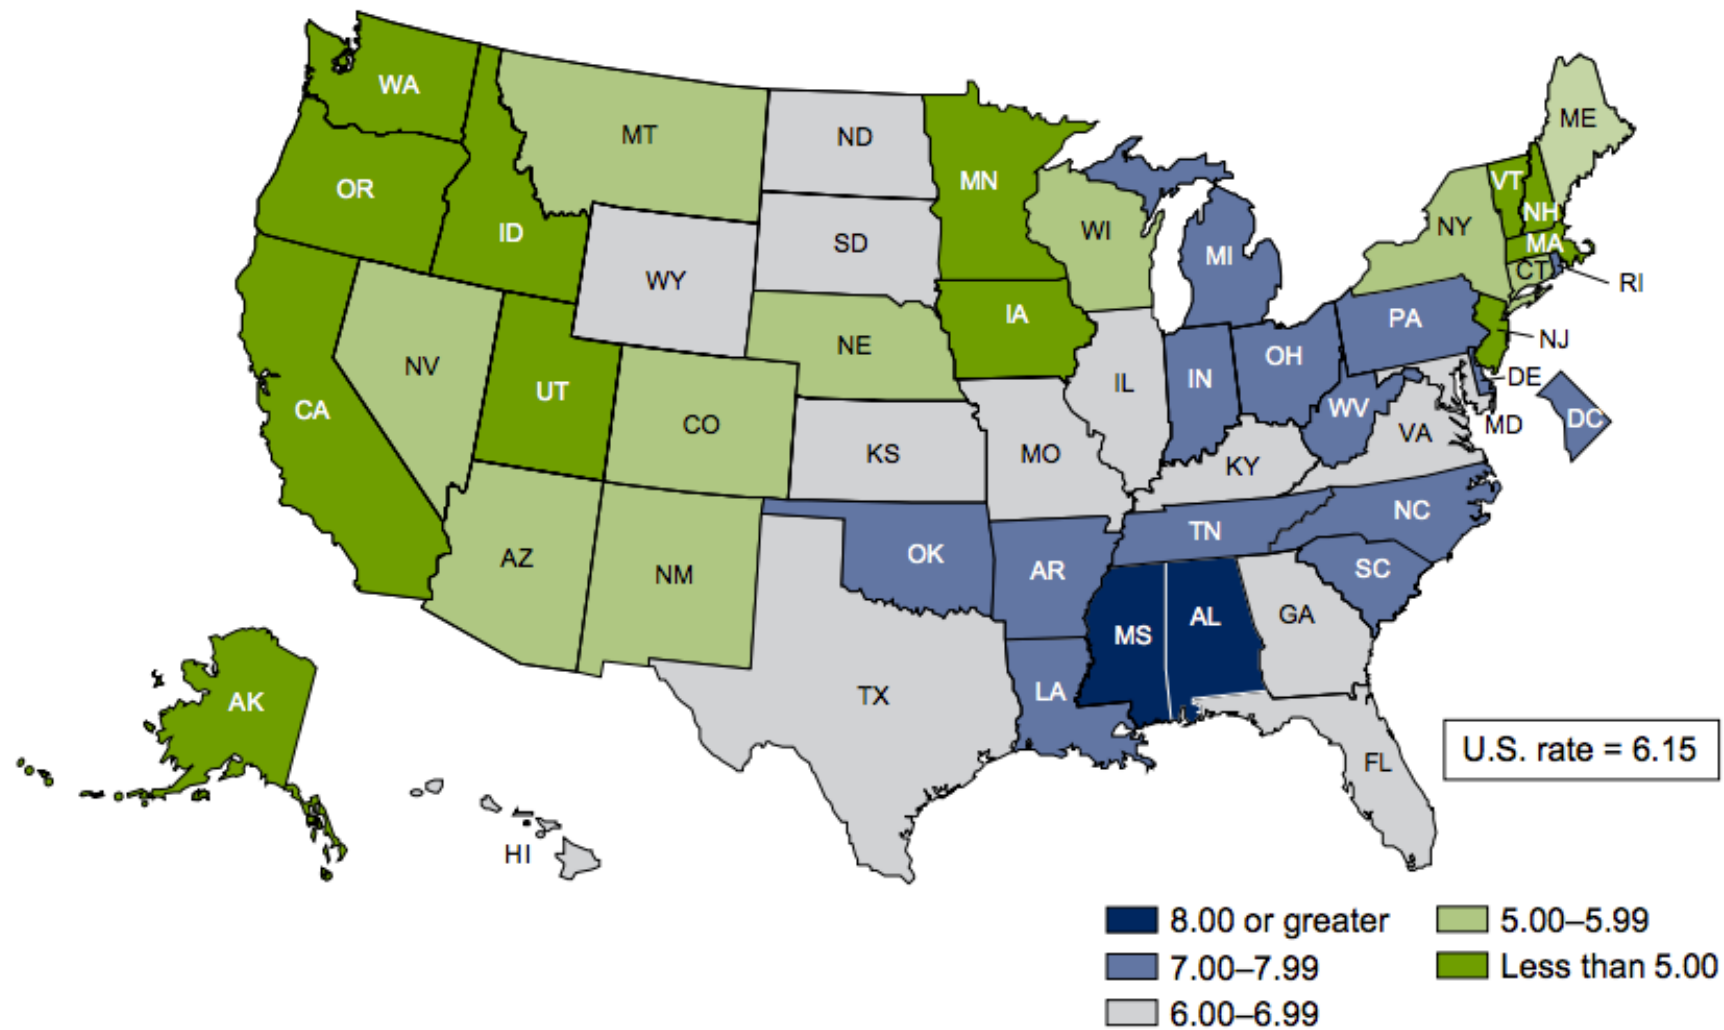 WA
MT
ND
MN
ME
OR
ID
SD
WI
MI
NY
VT
NH
MA
CT
RI
WY
IA
NE
PA
NJ
NV
UT
CO
IL
IN
OH
DE
CA
KS
MO
WV
MD
DC
VA
KY
AZ
NM
OK
AR
TN
NC
SC
MS
AL
GA
TX
LA
AK
HI
FL
U.S. rate = 6.15
8.00 or greater
7.00–7.99
6.00–6.99
5.00–5.99
Less than 5.00